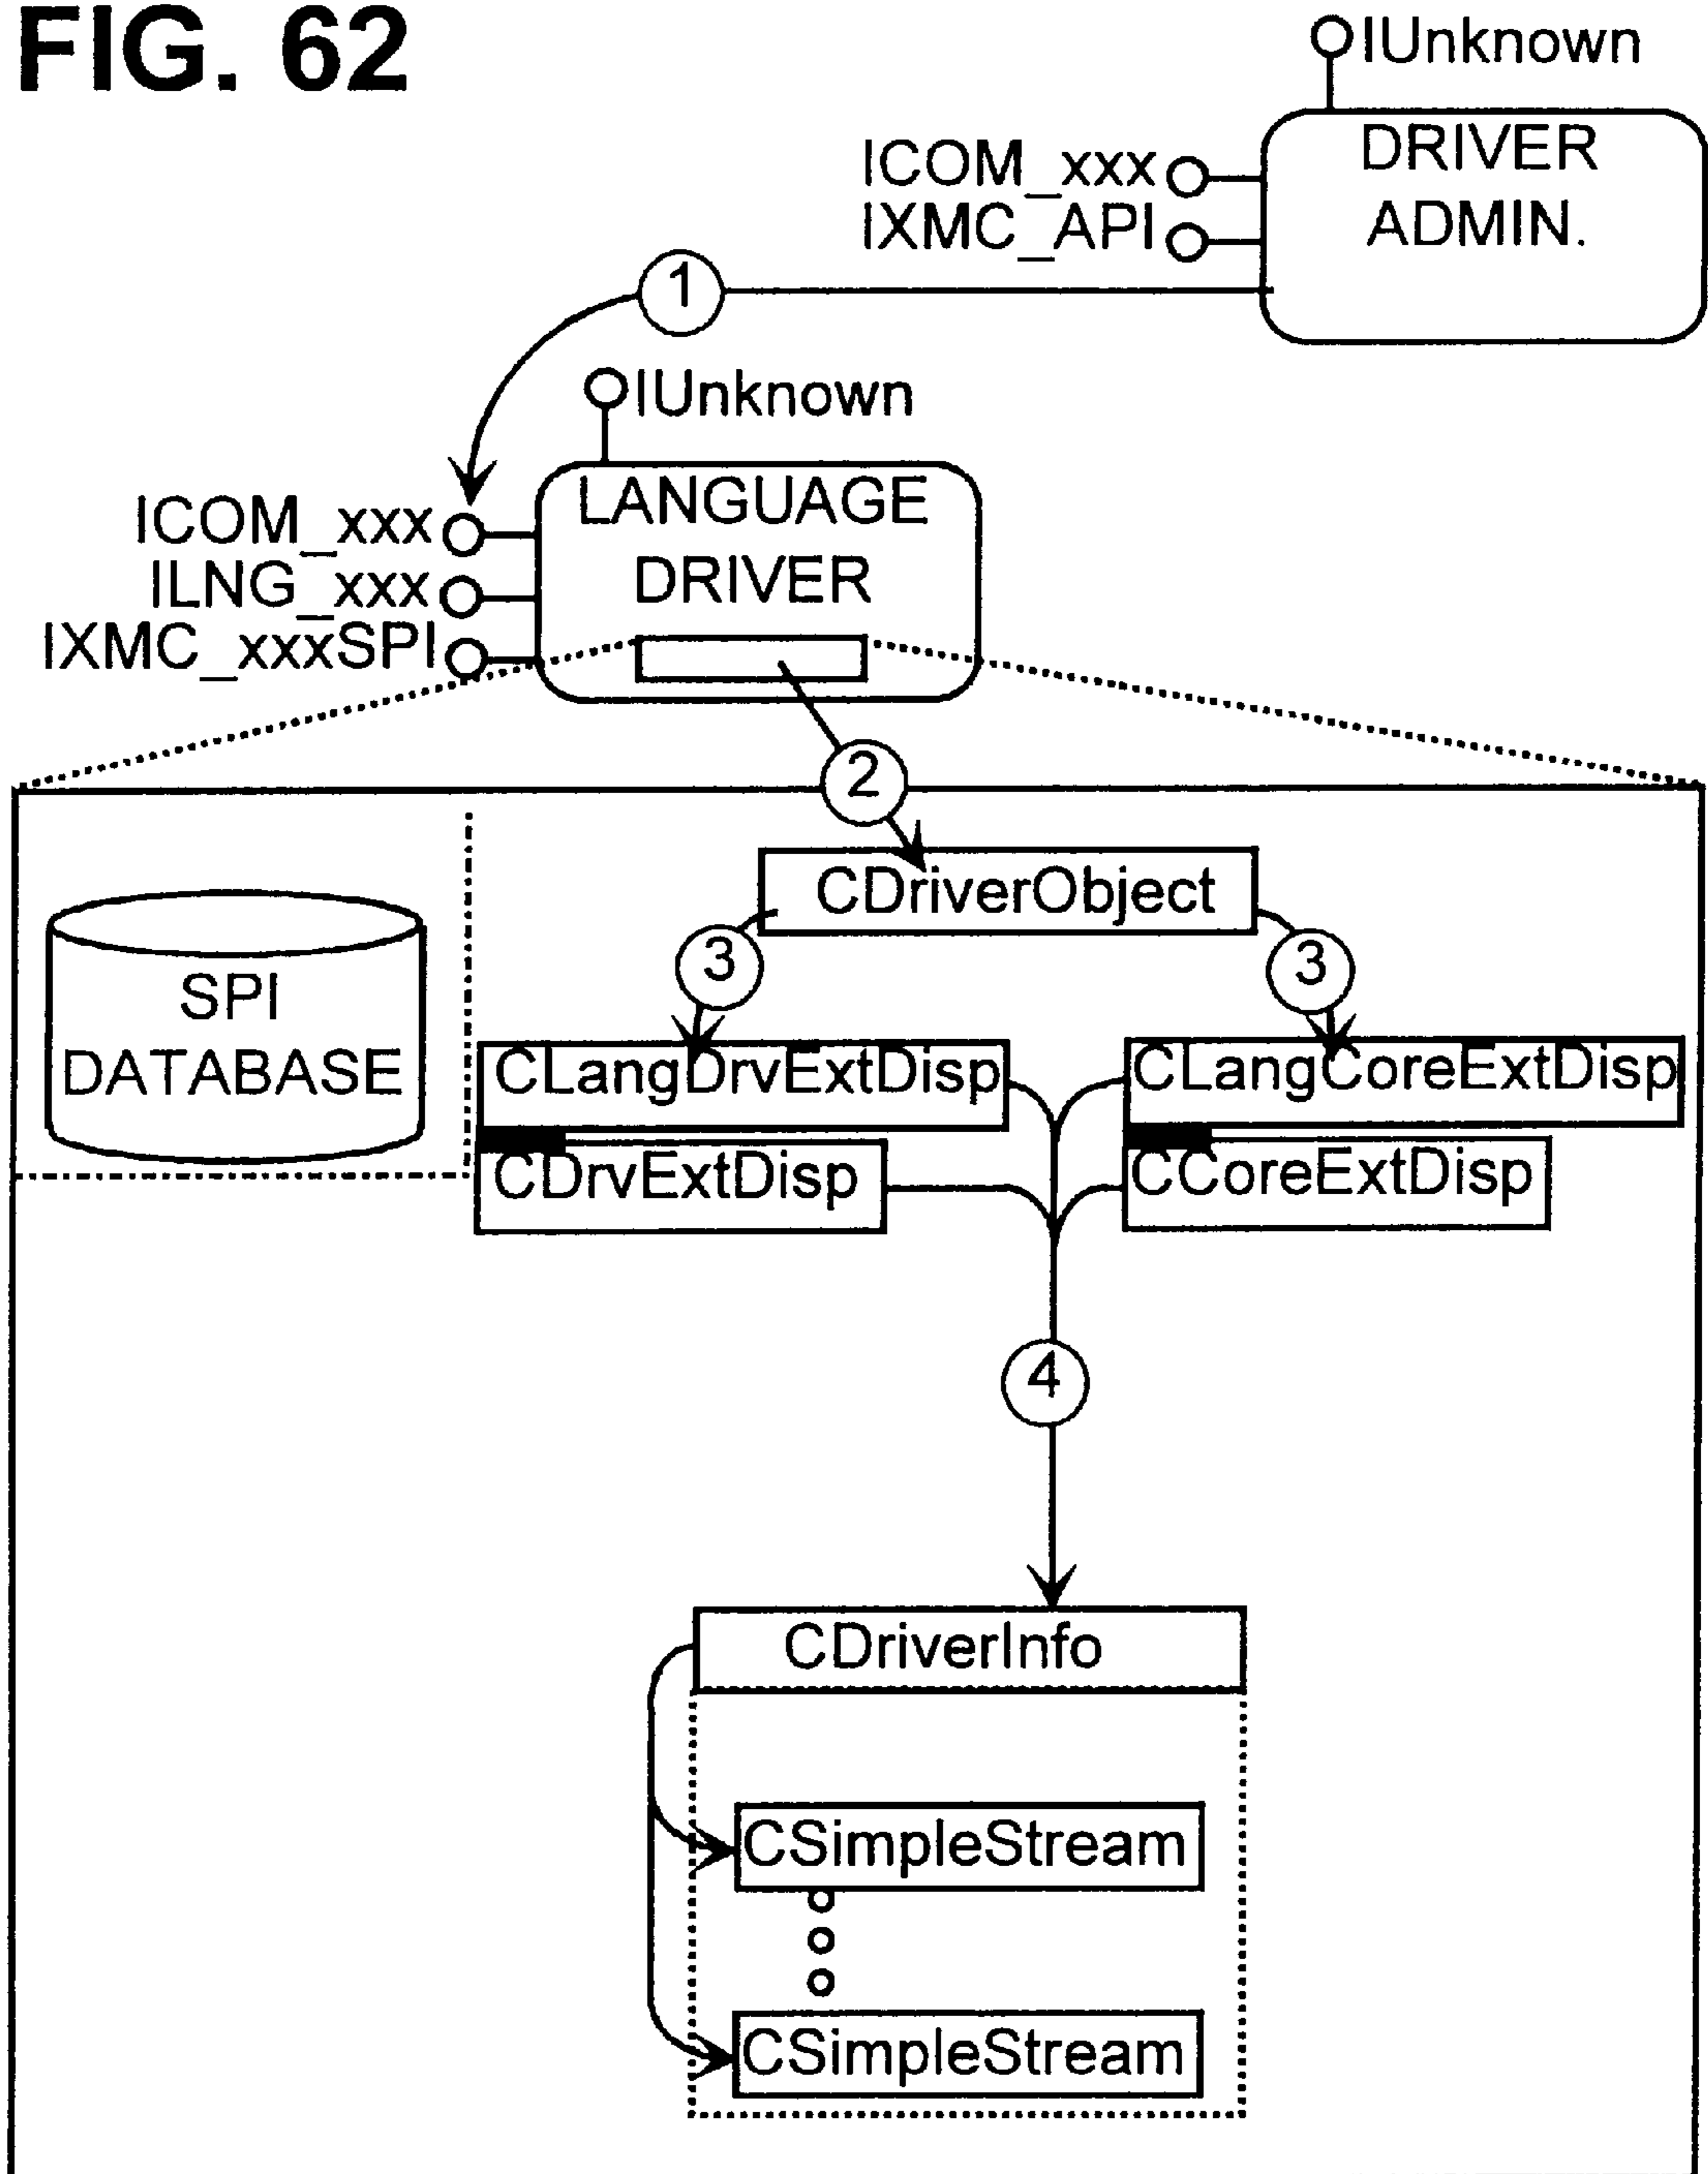 FIG. 62
IUnknown
DRIVER
ADMIN.
ICOM_xxx
IXMC_API
1
IUnknown
LANGUAGE
DRIVER
ICOM_xxx
ILNG_xxx
IXMC_xxxSPI
2
CDriverObject
3
3
SPI
DATABASE
CLangDrvExtDisp
CLangCoreExtDisp
CDrvExtDisp
CCoreExtDisp
4
CDriverInfo
CSimpleStream
CSimpleStream